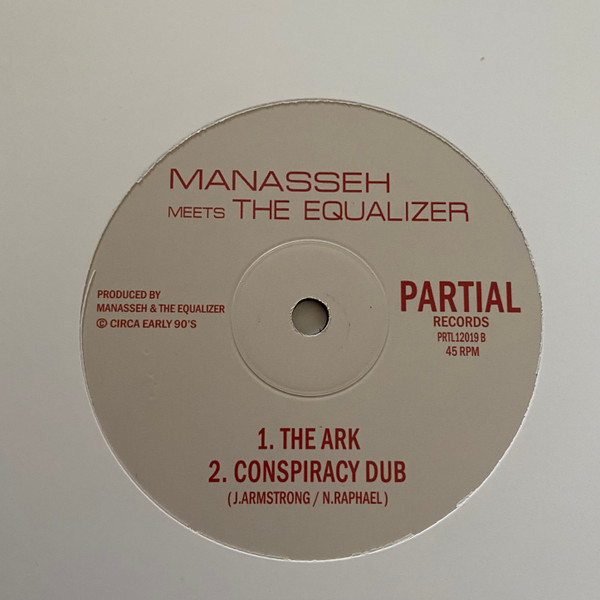 MANASSEH
MEETS THE EQUALIZER
PRODUCED BY
MANASSEH & THE EQUALIZER
© CIRCA EARLY 90'S
PARTIAL
RECORDS
PRTL12019 B
45 RPM
1. THE ARK
2. CONSPIRACY DUB
(J.ARMSTRONG / N.RAPHAEL)